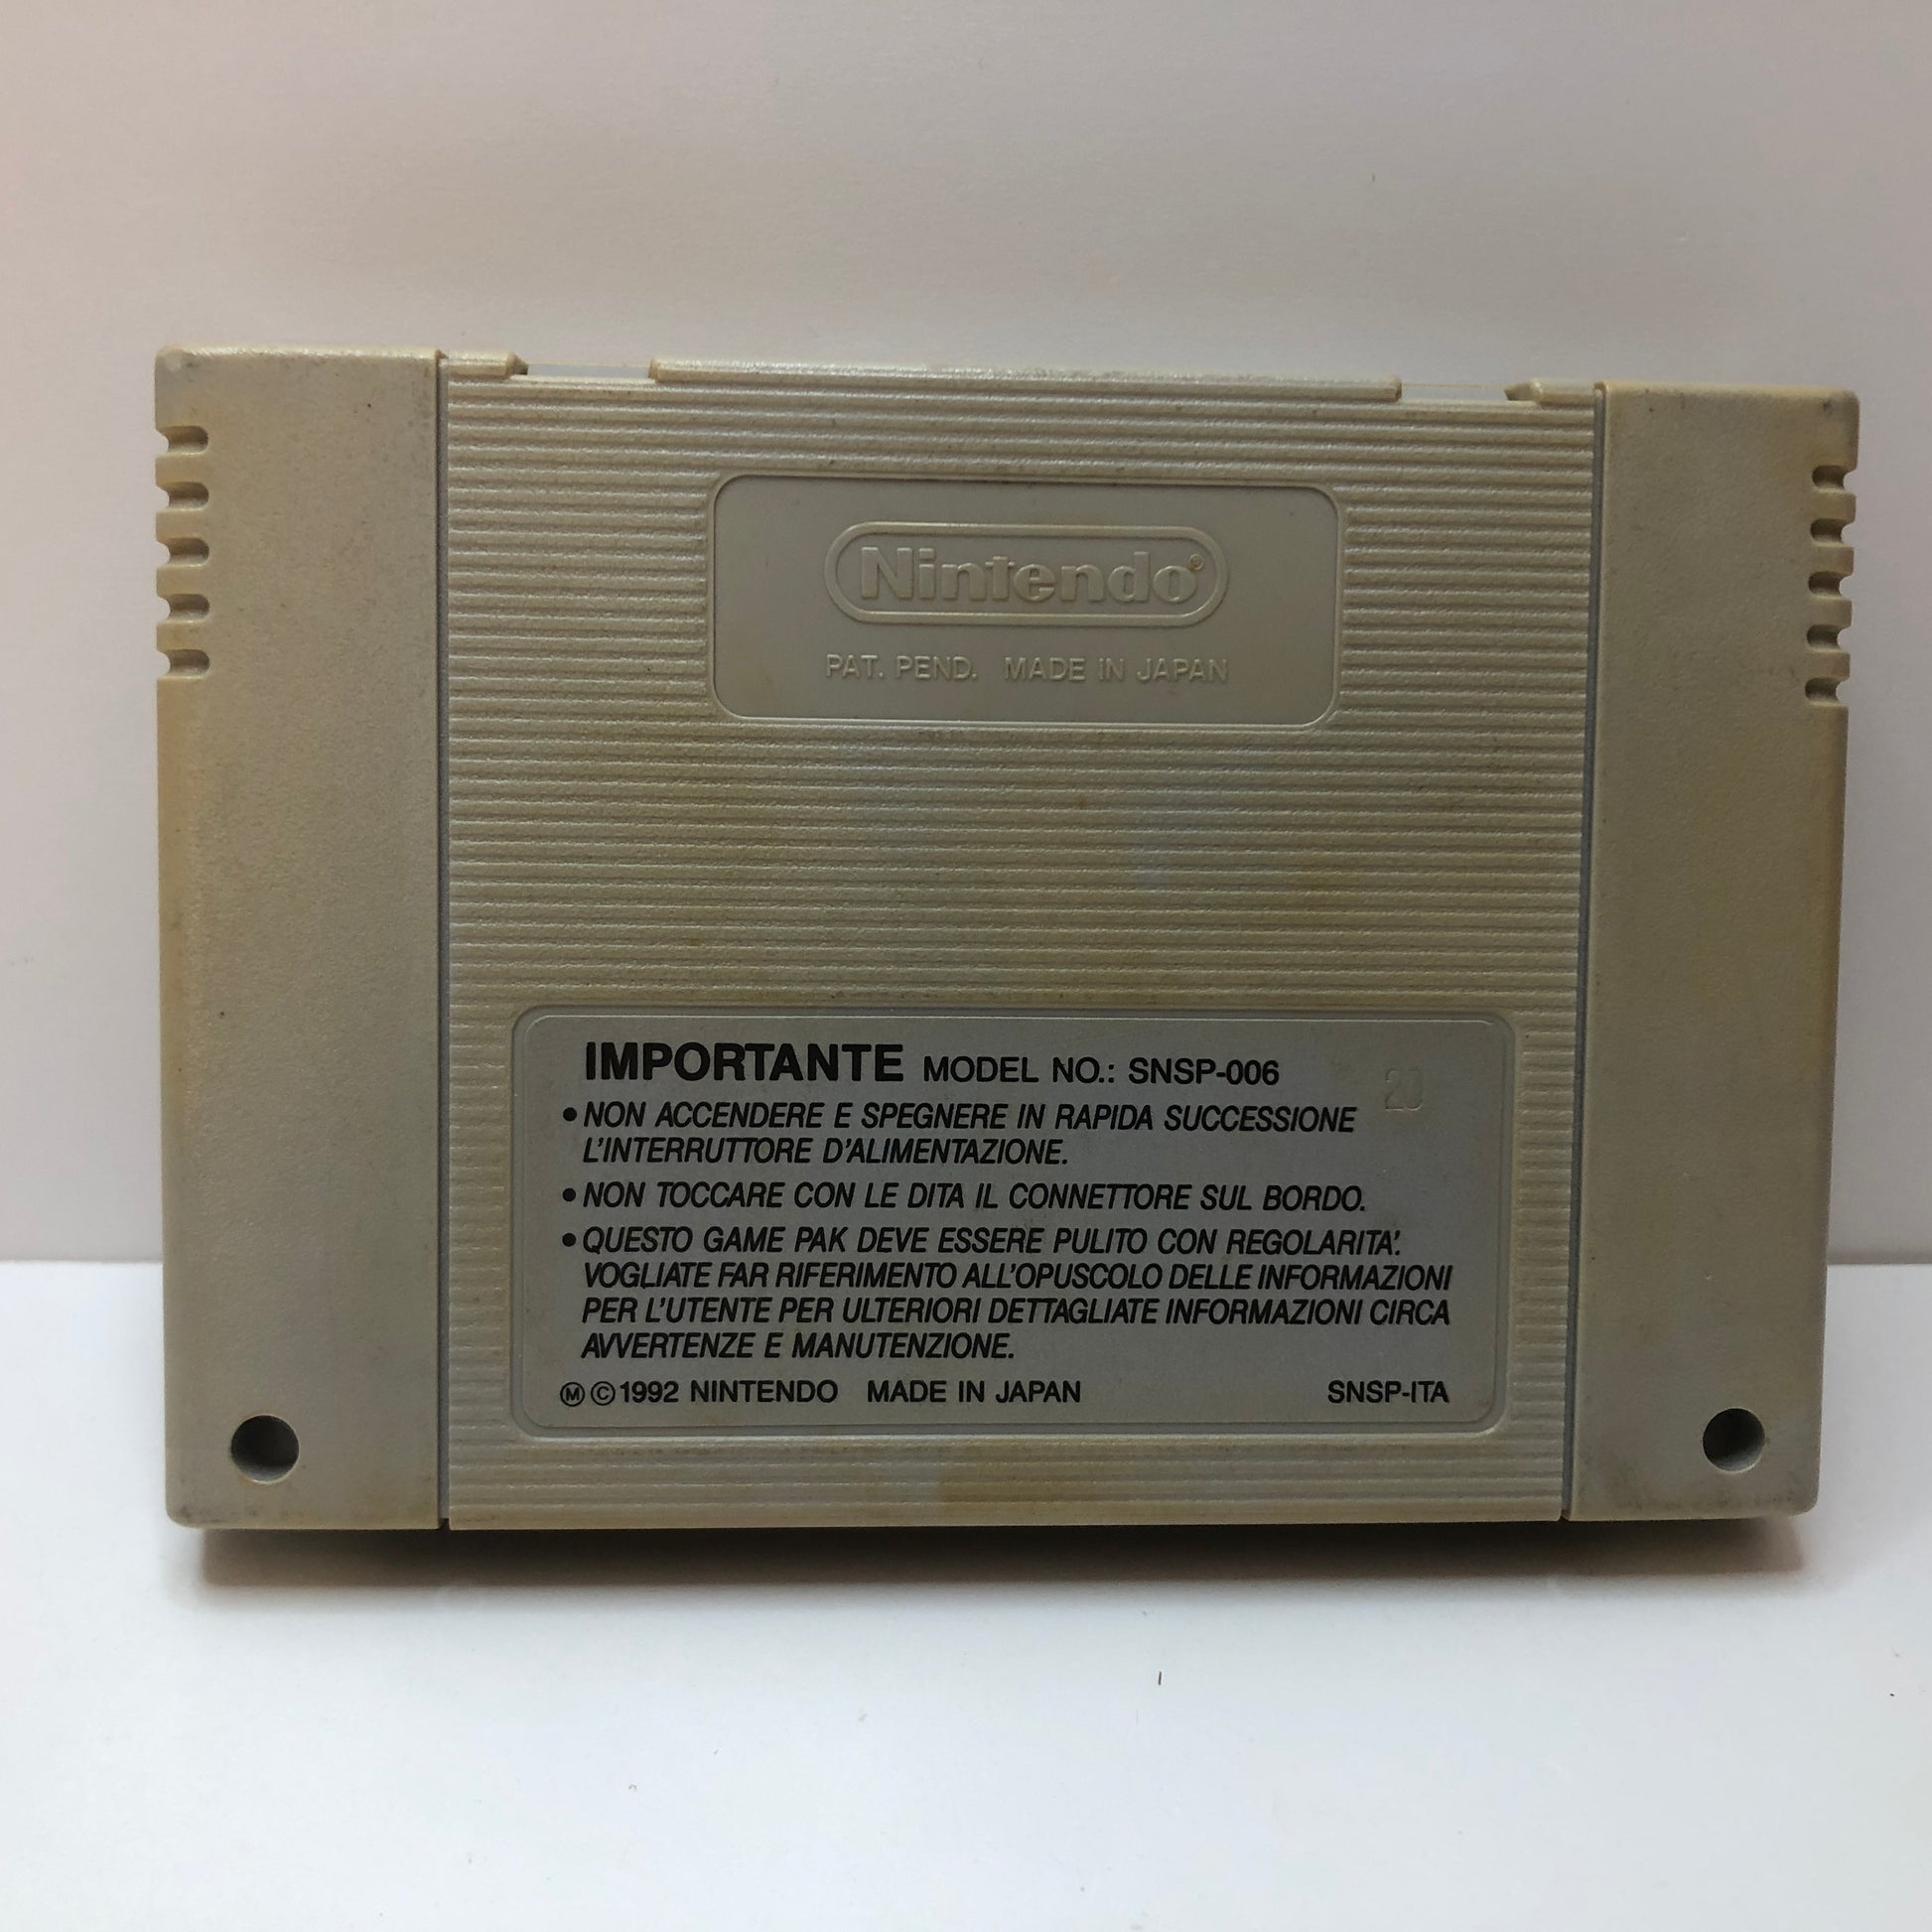 Nintendo®
PAT. PEND. MADE IN JAPAN
IMPORTANTE MODEL NO.: SNSP-006
20
•NON ACCENDERE E SPEGNERE IN RAPIDA SUCCESSIONE
L'INTERRUTTORE D'ALIMENTAZIONE.
•NON TOCCARE CON LE DITA IL CONNETTORE SUL BORDO.
•QUESTO GAME PAK DEVE ESSERE PULITO CON REGOLARITA'.
VOGLIATE FAR RIFERIMENTO ALL'OPUSCOLO DELLE INFORMAZIONI
PER L'UTENTE PER ULTERIORI DETTAGLIATE INFORMAZIONI CIRCA
AVVERTENZE E MANUTENZIONE.
Ⓜ©1992 NINTENDO MADE IN JAPAN SNSP-ITA